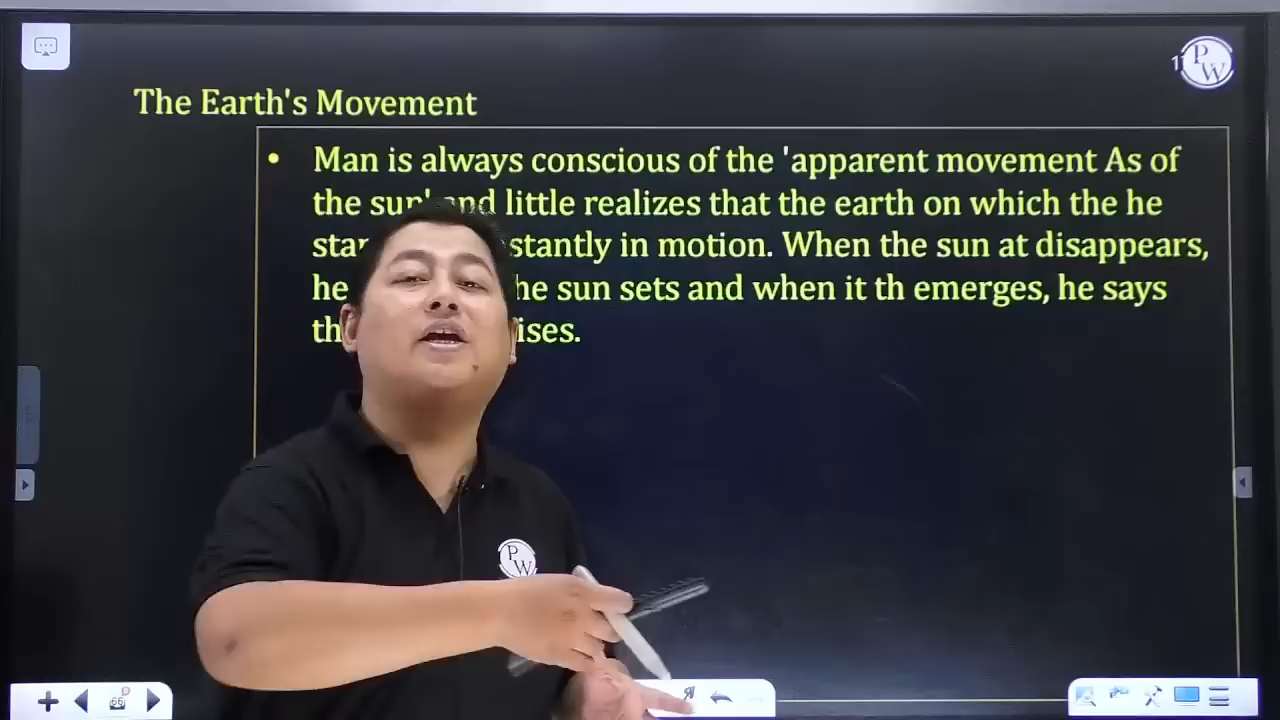 The Earth's Movement
• Man is always conscious of the 'apparent movement As of
the sun' and little realizes that the earth on which the he
in motion. When the sun at disappears,
he sun sets and when it th emerges, he says
PW
PW